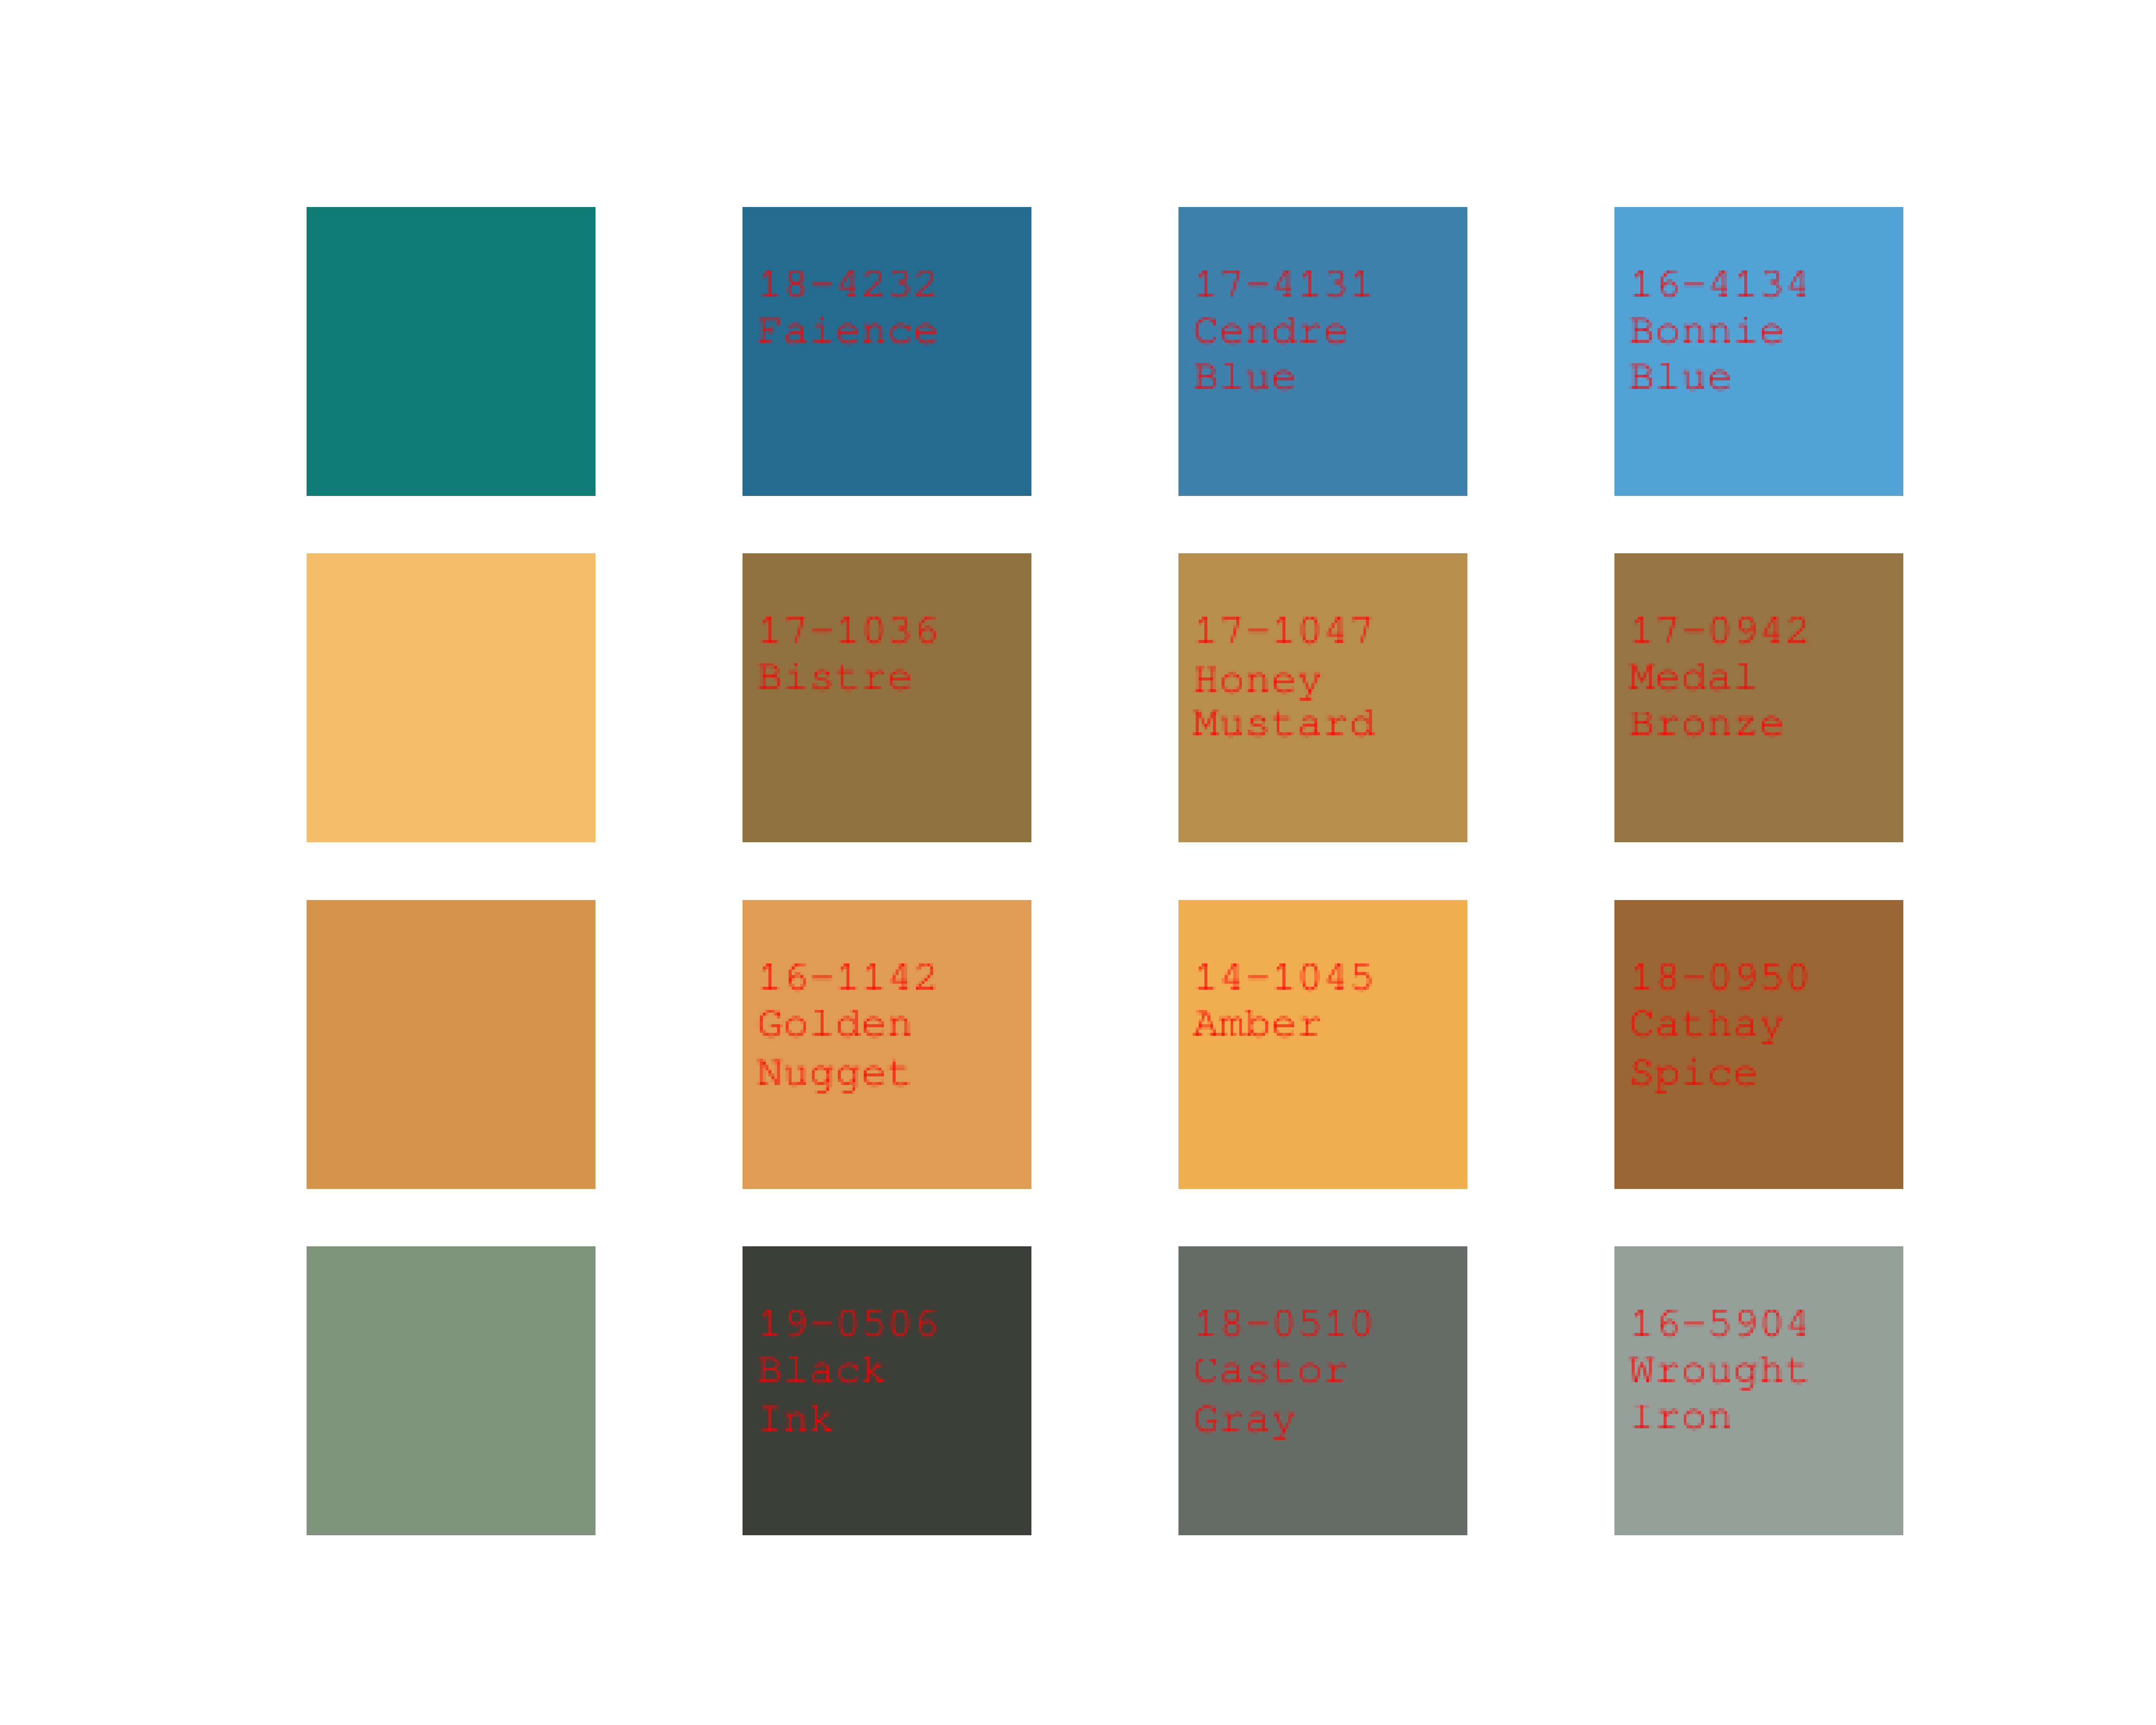 18-4232
Faience
17-4131
Cendre
Blue
16-4134
Bonnie
Blue
17-1036
Bistre
17-1047
Honey
Mustard
17-0942
Medal
Bronze
16-1142
Golden
Nugget
14-1045
Amber
18-0950
Cathay
Spice
19-0506
Black
Ink
18-0510
Castor
Gray
16-5904
Wrought
Iron